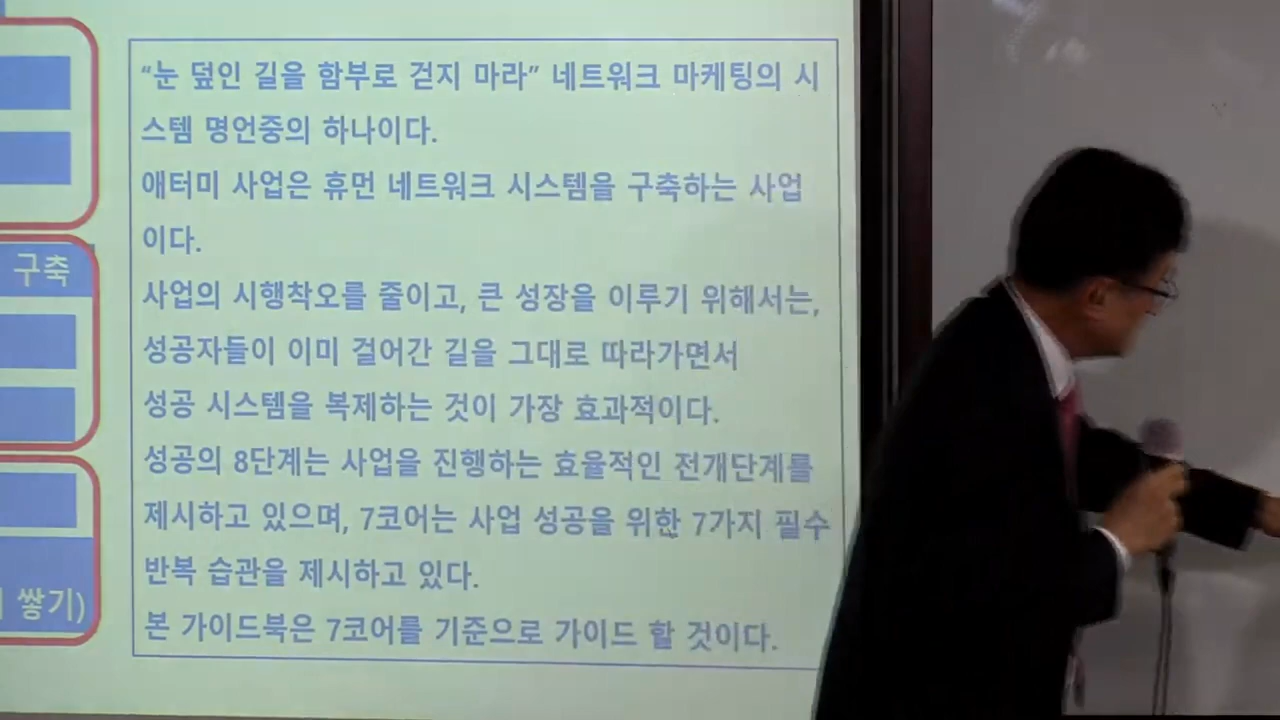 “눈 덮인 길을 함부로 걷지 마라” 네트워크 마케팅의 시
스템 명언중의 하나이다.
애터미 사업은 휴먼 네트워크 시스템을 구축하는 사업
이다.
사업의 시행착오를 줄이고, 큰 성장을 이루기 위해서는,
성공자들이 이미 걸어간 길을 그대로 따라가면서
성공 시스템을 복제하는 것이 가장 효과적이다.
성공의 8단계는 사업을 진행하는 효율적인 전개단계를
제시하고 있으며, 7코어는 사업 성공을 위한 7가지 필수
반복 습관을 제시하고 있다.
본 가이드북은 7코어를 기준으로 가이드 할 것이다.
구축
쌓기)